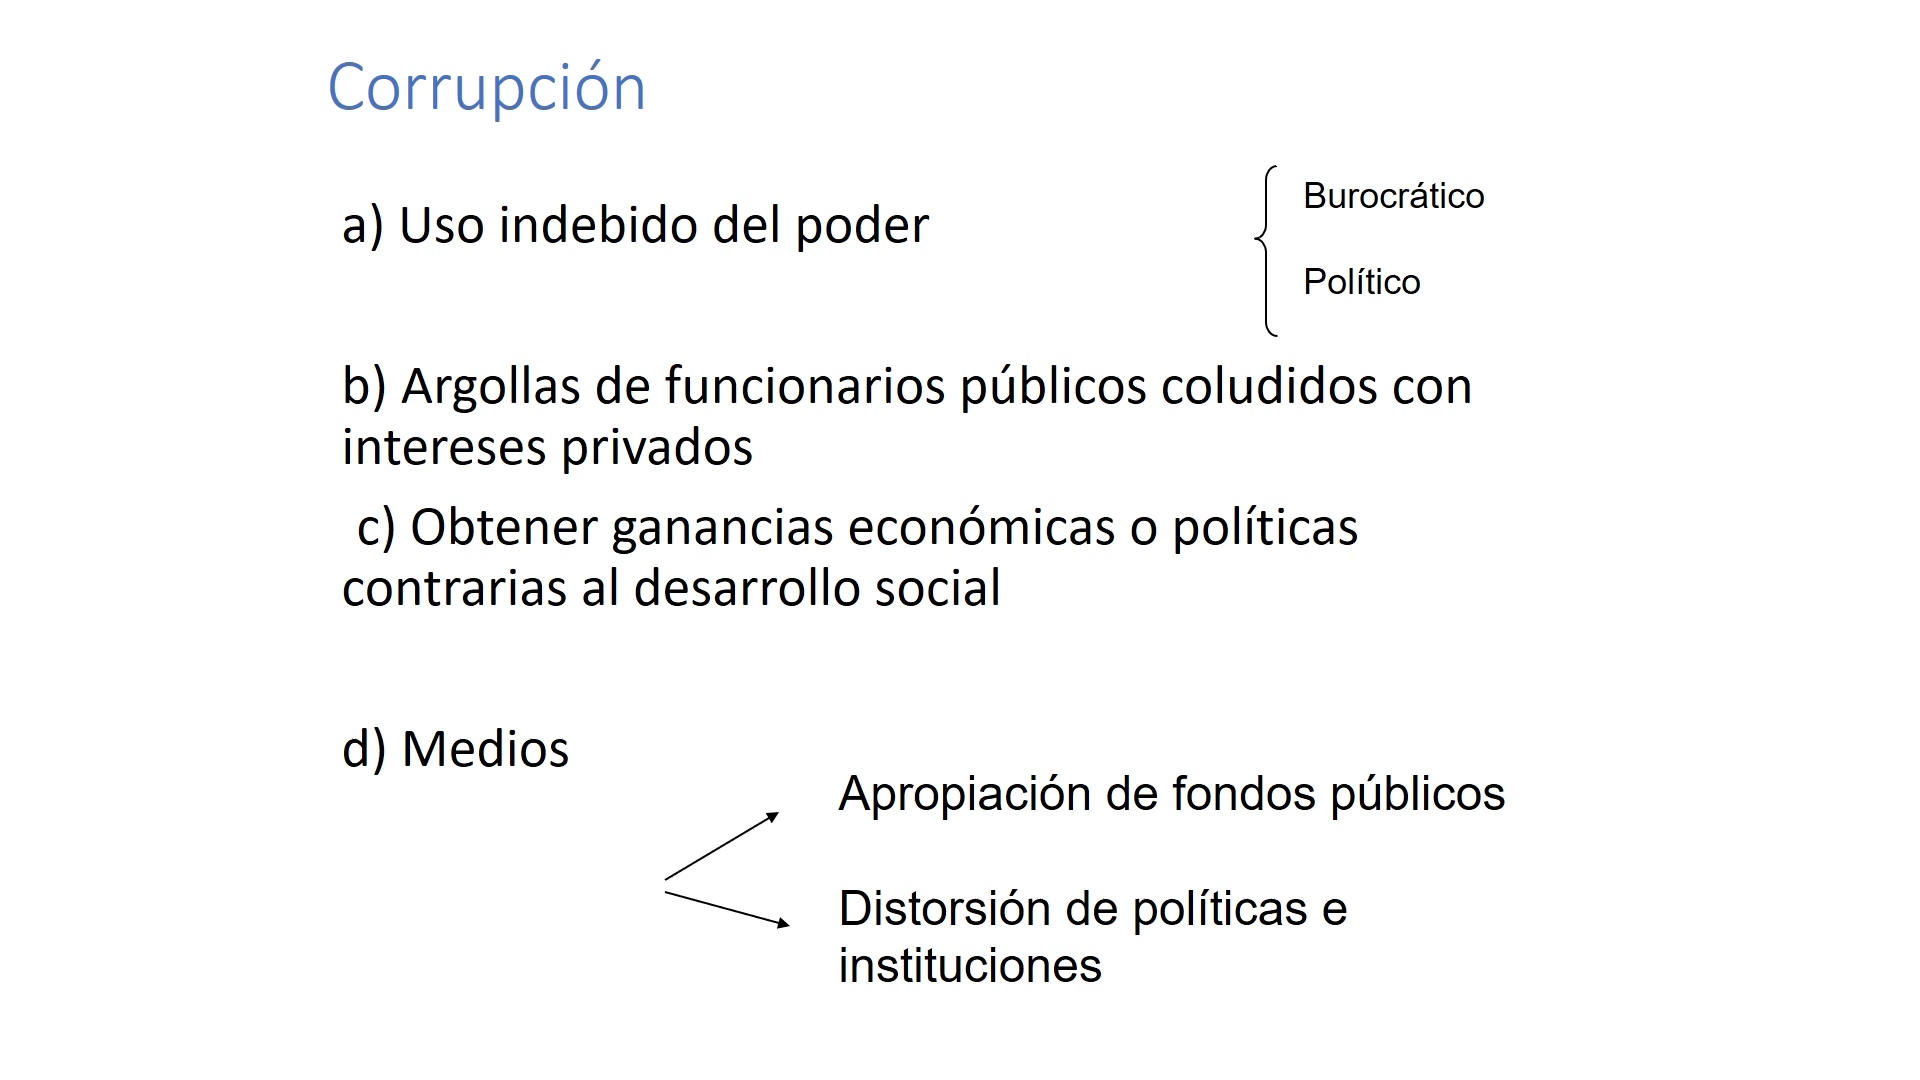 Corrupción
a) Uso indebido del poder
Burocrático
Político
b) Argollas de funcionarios públicos coludidos con
intereses privados
c) Obtener ganancias económicas o políticas
contrarias al desarrollo social
d) Medios
Apropiación de fondos públicos
Distorsión de políticas e
instituciones